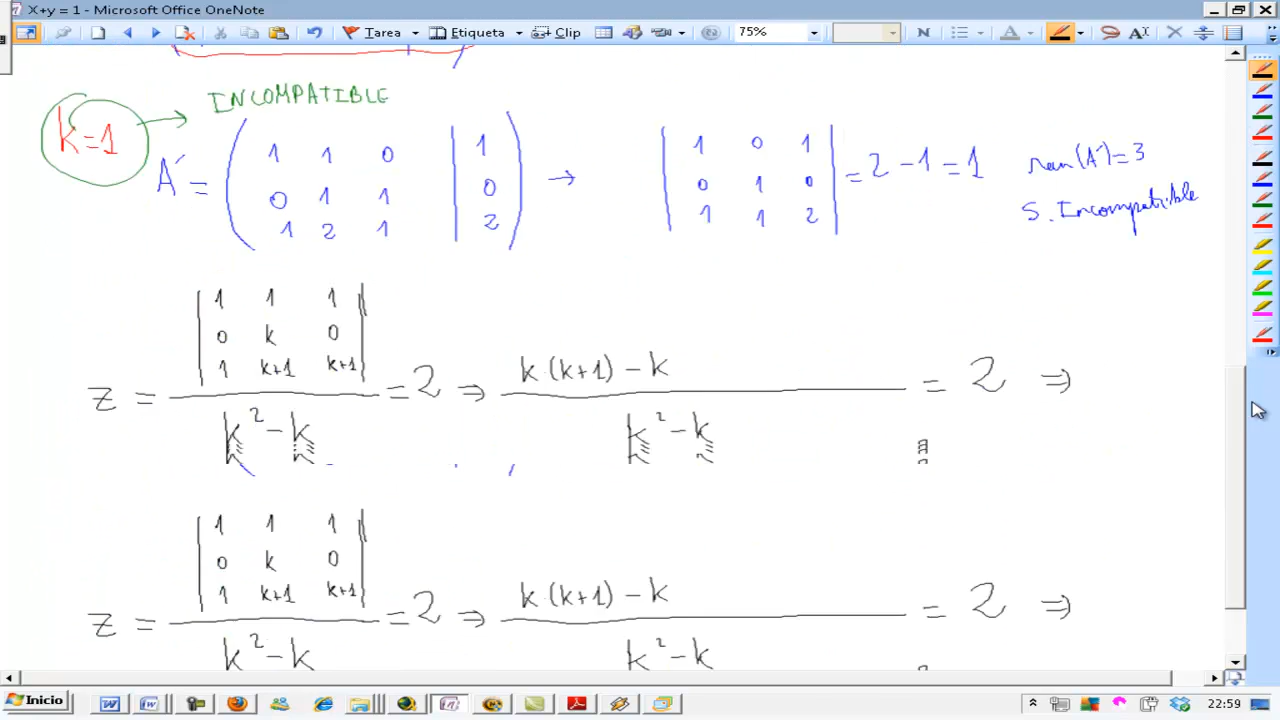 X+y = 1 - Microsoft Office OneNote
Tarea Etiqueta Clip 75% N A
k=1 → INCOMPATIBLE
A' = ( 1 1 0 | 1 ) → | 1 0 1 | = 2 - 1 = 1 ran(A')=3
0 1 1 | 0 0 1 0 S. Incompatible
1 2 1 | 2 1 1 2
| 1 1 1 |
0 k 0
1 k+1 k+1
z = ——— = 2 ⇒ k·(k+1) - k ——— = 2 ⇒
k² - k k² - k
| 1 1 1 |
0 k 0
1 k+1 k+1
z = ——— = 2 ⇒ k·(k+1) - k ——— = 2 ⇒
k² - k k² - k
Inicio 22:59